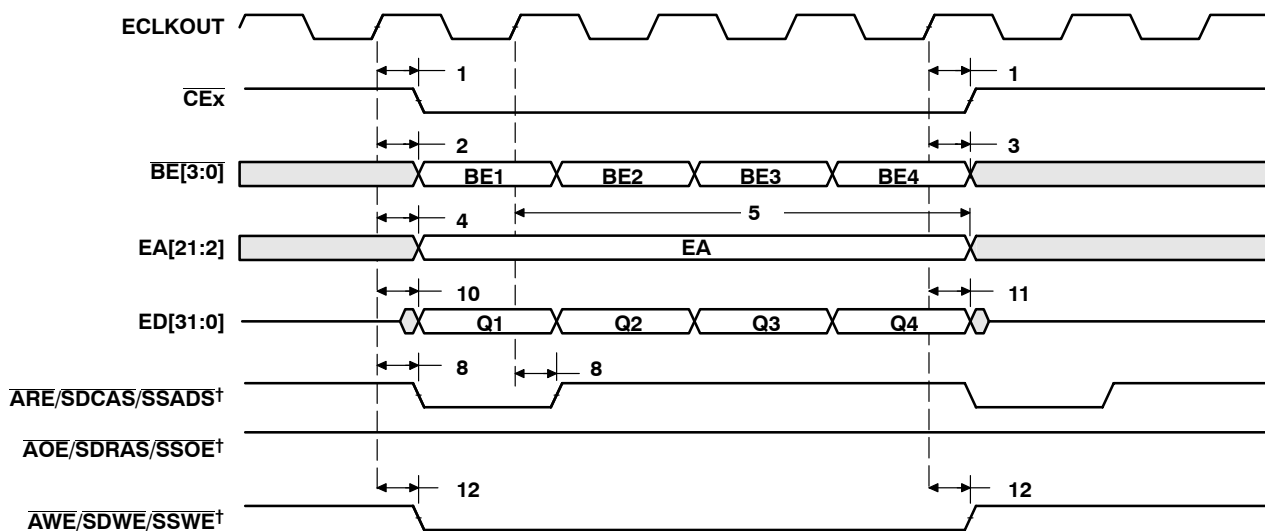 ECLKOUT
1 1
CEx
2 3
BE[3:0] BE1 BE2 BE3 BE4
4 5
EA[21:2] EA
10 11
ED[31:0] Q1 Q2 Q3 Q4
8 8
ARE/SDCAS/SSADS†
AOE/SDRAS/SSOE†
12 12
AWE/SDWE/SSWE†